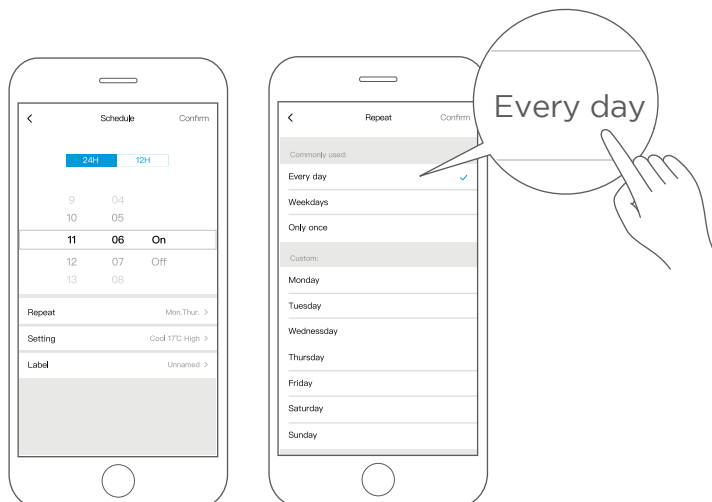 Schedule Confirm
24H 12H
9 04
10 05
11 06 On
12 07 Off
13 08
Repeat Mon.Thur. >
Setting Cool 17℃ High >
Label Unnamed >
Repeat Confirm
Commonly used:
Every day
Weekdays
Only once
Custom:
Monday
Tuesday
Wednessday
Thursday
Friday
Saturday
Sunday
Every day